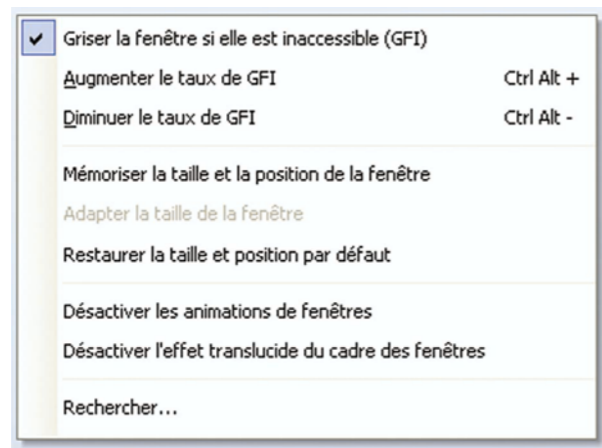 Griser la fenêtre si elle est inaccessible (GFI)
Augmenter le taux de GFI Ctrl Alt +
Diminuer le taux de GFI Ctrl Alt -
Mémoriser la taille et la position de la fenêtre
Adapter la taille de la fenêtre
Restaurer la taille et position par défaut
Désactiver les animations de fenêtres
Désactiver l'effet translucide du cadre des fenêtres
Rechercher...